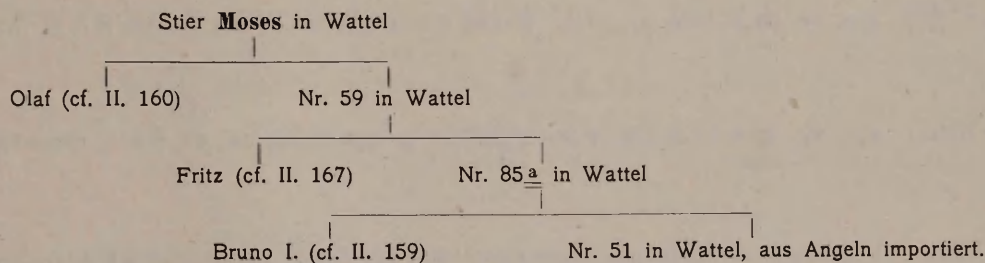 Stier Moses in Wattel
Olaf (cf. II. 160) Nr. 59 in Wattel
Fritz (cf. II. 167) Nr. 85a in Wattel
Bruno I. (cf. II. 159) Nr. 51 in Wattel, aus Angeln importiert.